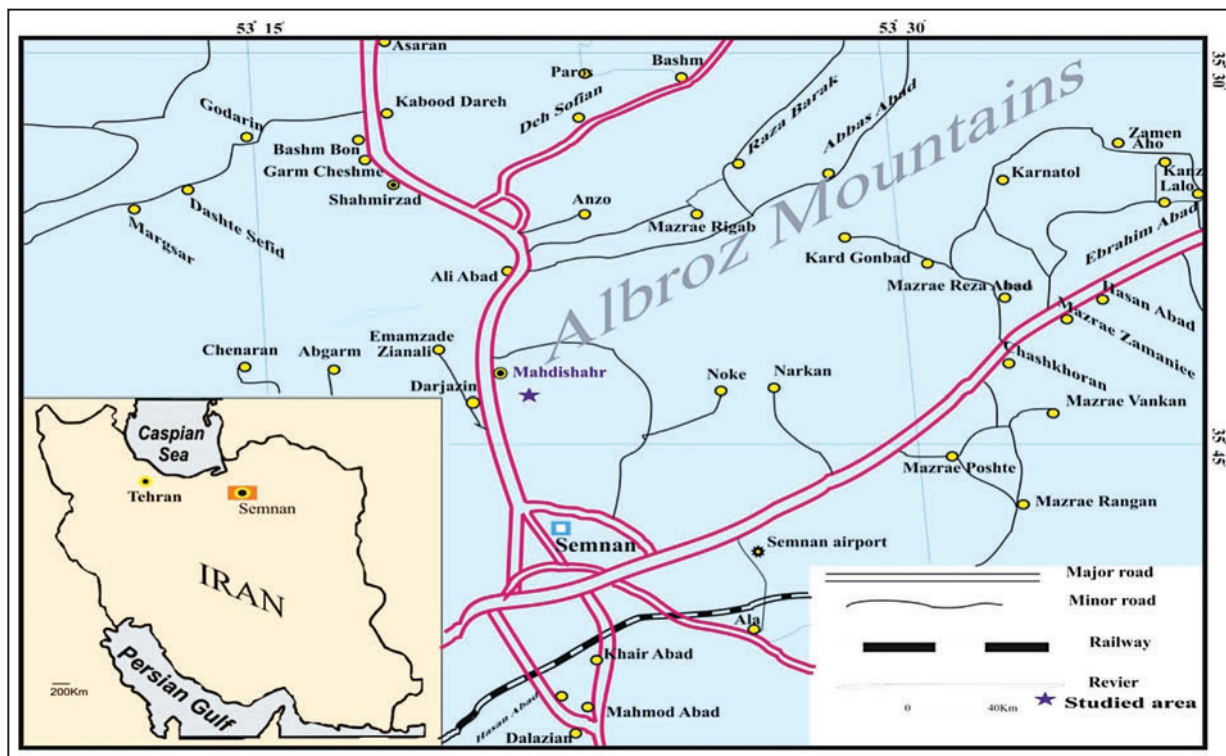 53° 15'
53° 30'
Asaran
Paros
Bashm
35° 30'
Kabood Dareh
Deh Sofian
Raza Barak
Abbas Abad
Godarin
Bashm Bon
Garm Cheshme
Shahmirzad
Zamen
Aho
Kanz
Lalo
Karnatol
Dashte Sefid
Margsar
Anzo
Mazrae Rigab
Albroz Mountains
Ebrahim Abad
Kard Gonbad
Ali Abad
Mazrae Reza Abad
Hasan Abad
Mazrae Zamaniee
Emamzade
Zianali
Chenaran
Abgarm
Mahdishahr
Darjazin
Noke
Narkan
Chashkhoran
Mazrae Vankan
35° 45'
Mazrae Poshte
Mazrae Rangan
Semnan
Semnan airport
Ala
Khair Abad
Hasan Abad
Mahmod Abad
Dalazian
Caspian
Sea
Tehran
Semnan
IRAN
Persian Gulf
200Km
Major road
Minor road
Railway
Revier
0 40Km
Studied area